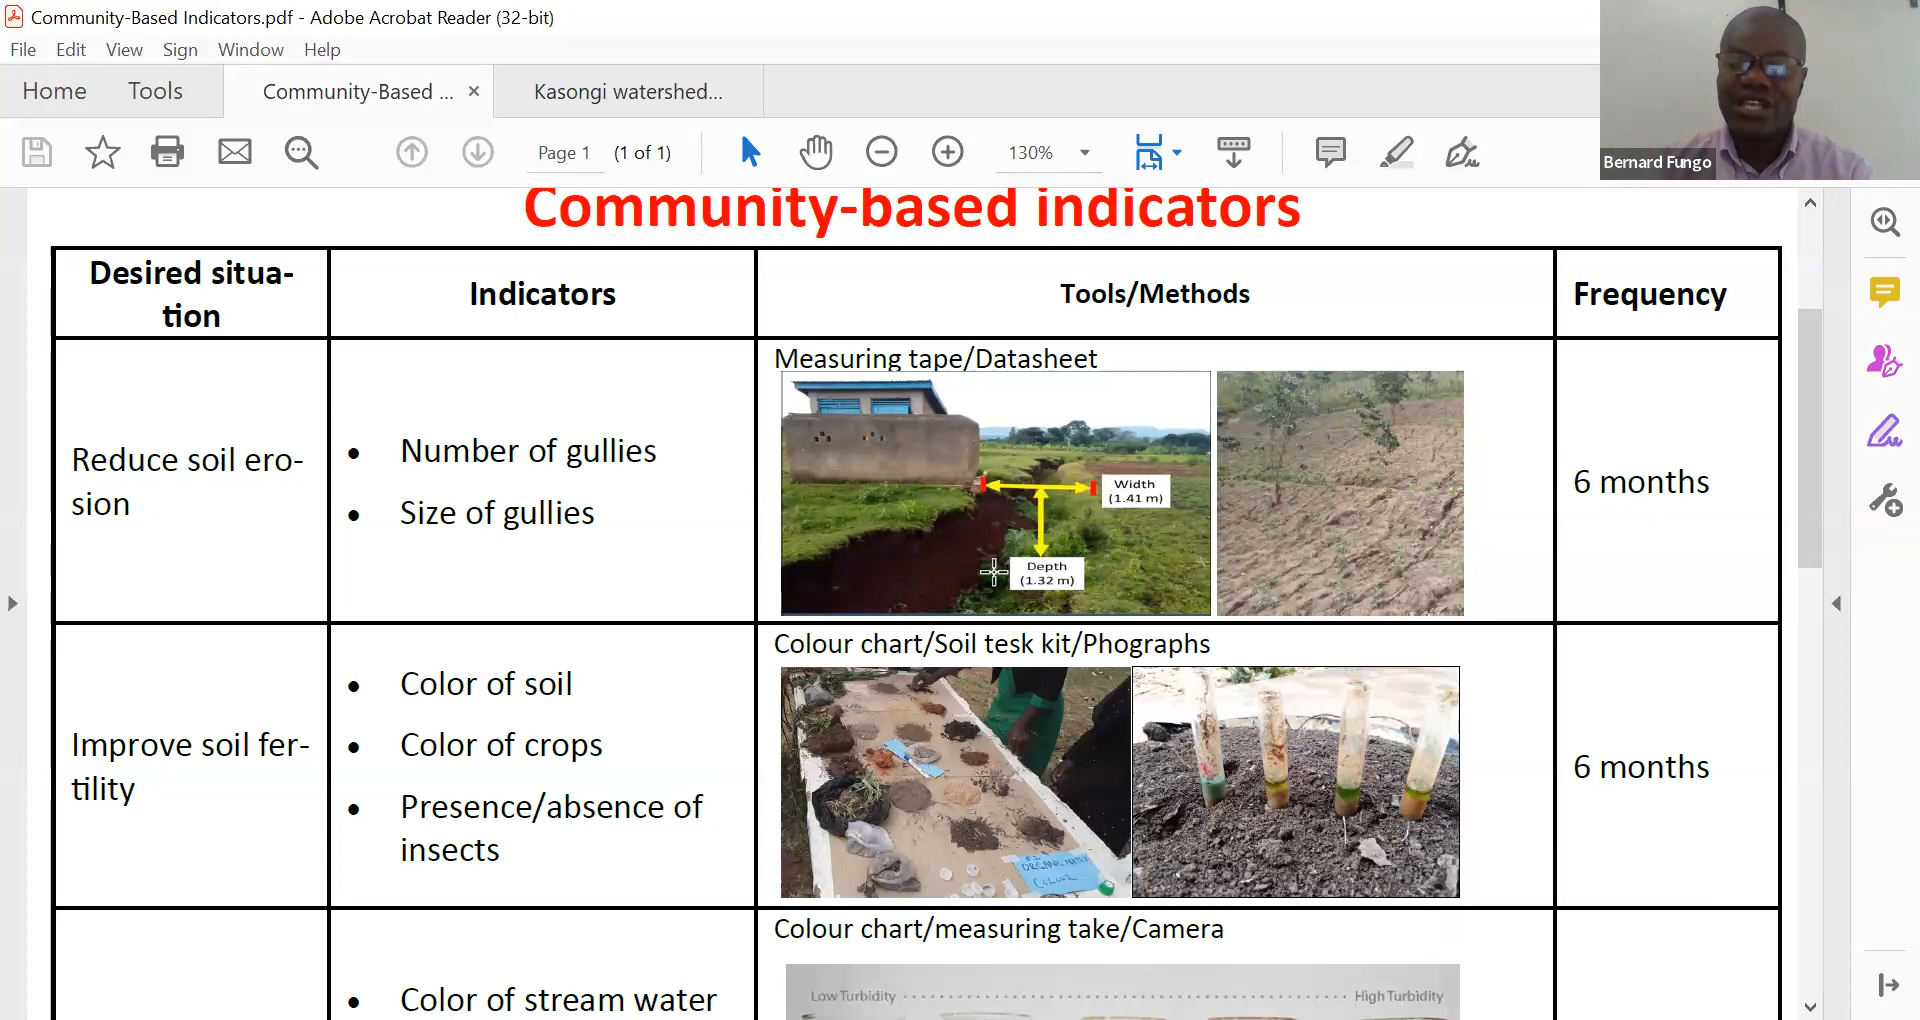 Community-Based Indicators.pdf - Adobe Acrobat Reader (32-bit)
File Edit View Sign Window Help
Home Tools Community-Based ... × Kasongi watershed...
Page 1 (1 of 1) 130%
Bernard Fungo
Community-based indicators
Desired situa-
tion
Indicators
Tools/Methods
Frequency
Reduce soil ero-
sion
• Number of gullies
• Size of gullies
Measuring tape/Datasheet
Width
(1.41 m)
Depth
(1.32 m)
6 months
Improve soil fer-
tility
• Color of soil
• Color of crops
• Presence/absence of
insects
Colour chart/Soil tesk kit/Phographs
ORGANIC MATTER
COLOUR
6 months
• Color of stream water
Colour chart/measuring take/Camera
Low Turbidity High Turbidity